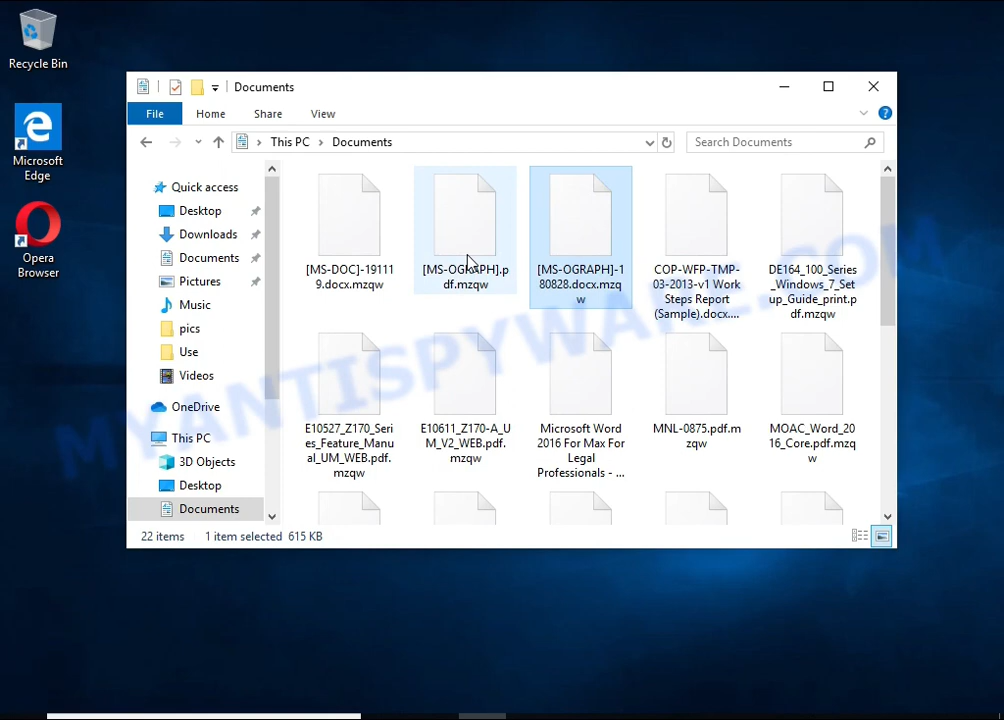 Recycle Bin
Microsoft
Edge
Opera
Browser
Documents
File
Home
Share
View
This PC
Documents
Search Documents
Quick access
Desktop
Downloads
Documents
Pictures
Music
pics
Use
Videos
OneDrive
This PC
3D Objects
Desktop
Documents
[MS-DOC]-19111
9.docx.mzqw
[MS-OGRAPH].p
df.mzqw
[MS-OGRAPH]-1
80828.docx.mzq
w
COP-WFP-TMP-
03-2013-v1 Work
Steps Report
(Sample).docx....
DE164_100_Series
_Windows_7_Set
up_Guide_print.p
df.mzqw
E10527_Z170_Seri
es_Feature_Manu
al_UM_WEB.pdf.
mzqw
E10611_Z170-A_U
M_V2_WEB.pdf.
mzqw
Microsoft Word
2016 For Max For
Legal
Professionals - ...
MNL-0875.pdf.m
zqw
MOAC_Word_20
16_Core.pdf.mzq
w
22 items
1 item selected 615 KB
MYANTISPYWARE.COM